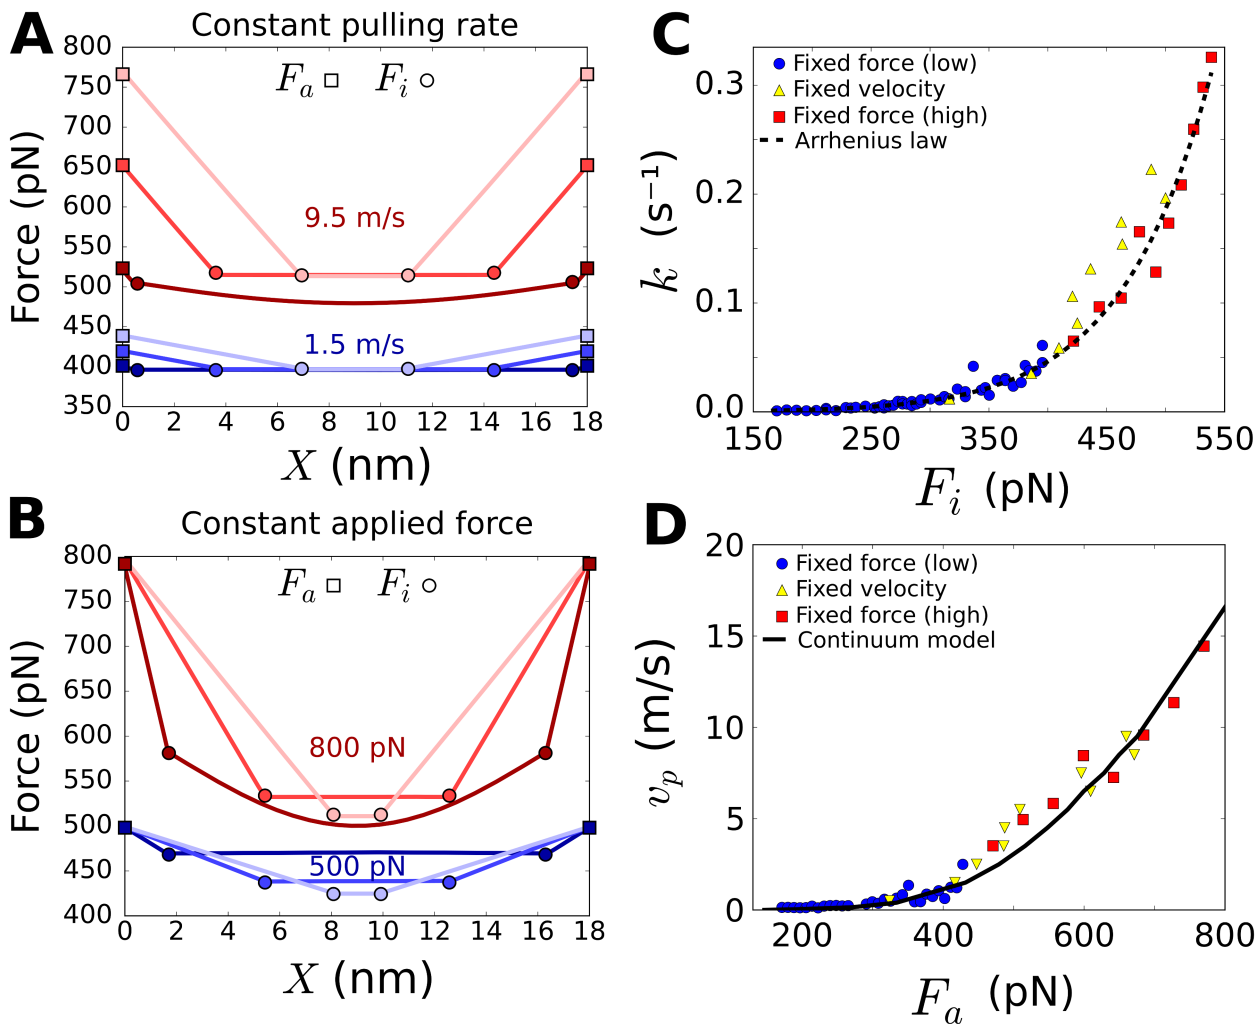 A
Constant pulling rate
800
750
700
650
600
550
500
450
400
350
Force (pN)
F_a F_i
9.5 m/s
1.5 m/s
0 2 4 6 8 10 12 14 16 18
X (nm)
B
Constant applied force
800
750
700
650
600
550
500
450
400
Force (pN)
F_a F_i
800 pN
500 pN
0 2 4 6 8 10 12 14 16 18
X (nm)
C
Fixed force (low)
Fixed velocity
Fixed force (high)
Arrhenius law
0.3
0.2
0.1
0.0
k (s⁻¹)
150 250 350 450 550
F_i (pN)
D
Fixed force (low)
Fixed velocity
Fixed force (high)
Continuum model
20
15
10
5
0
v_p (m/s)
200 400 600 800
F_a (pN)